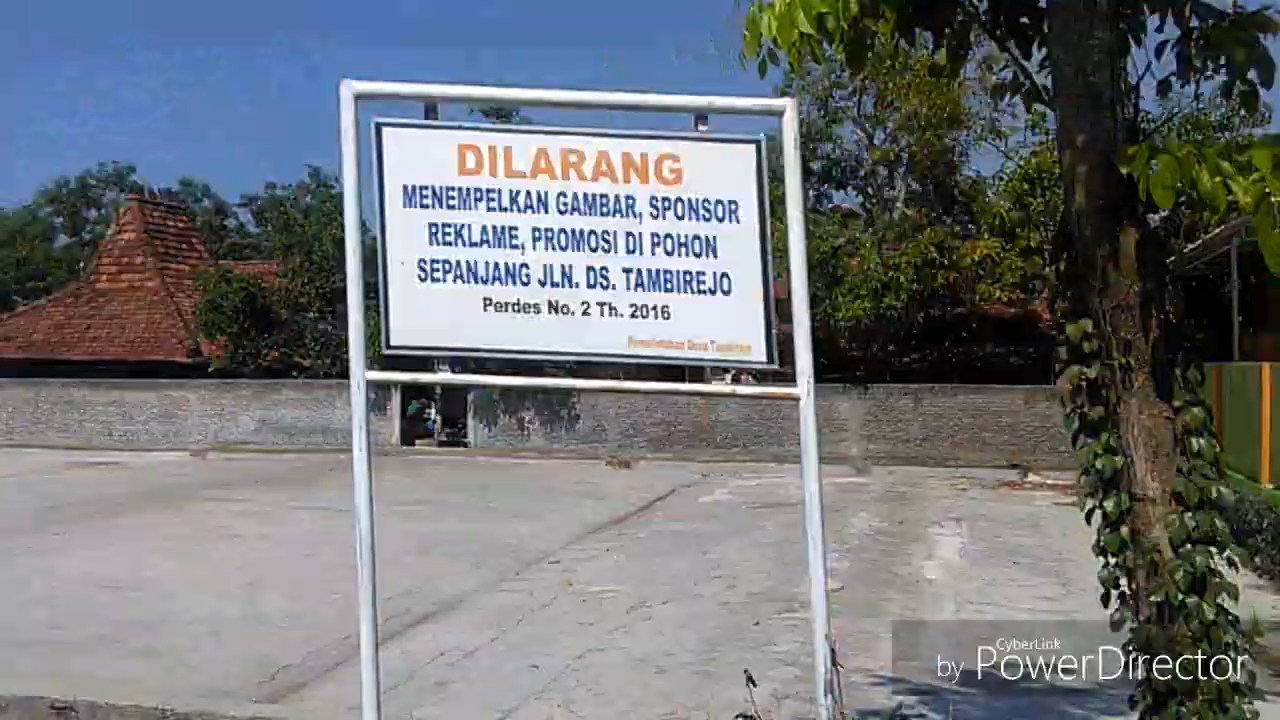 DILARANG
MENEMPELKAN GAMBAR, SPONSOR
REKLAME, PROMOSI DI POHON
SEPANJANG JLN. DS. TAMBIREJO
Perdes No. 2 Th. 2016
Desa
CyberLink
by PowerDirector